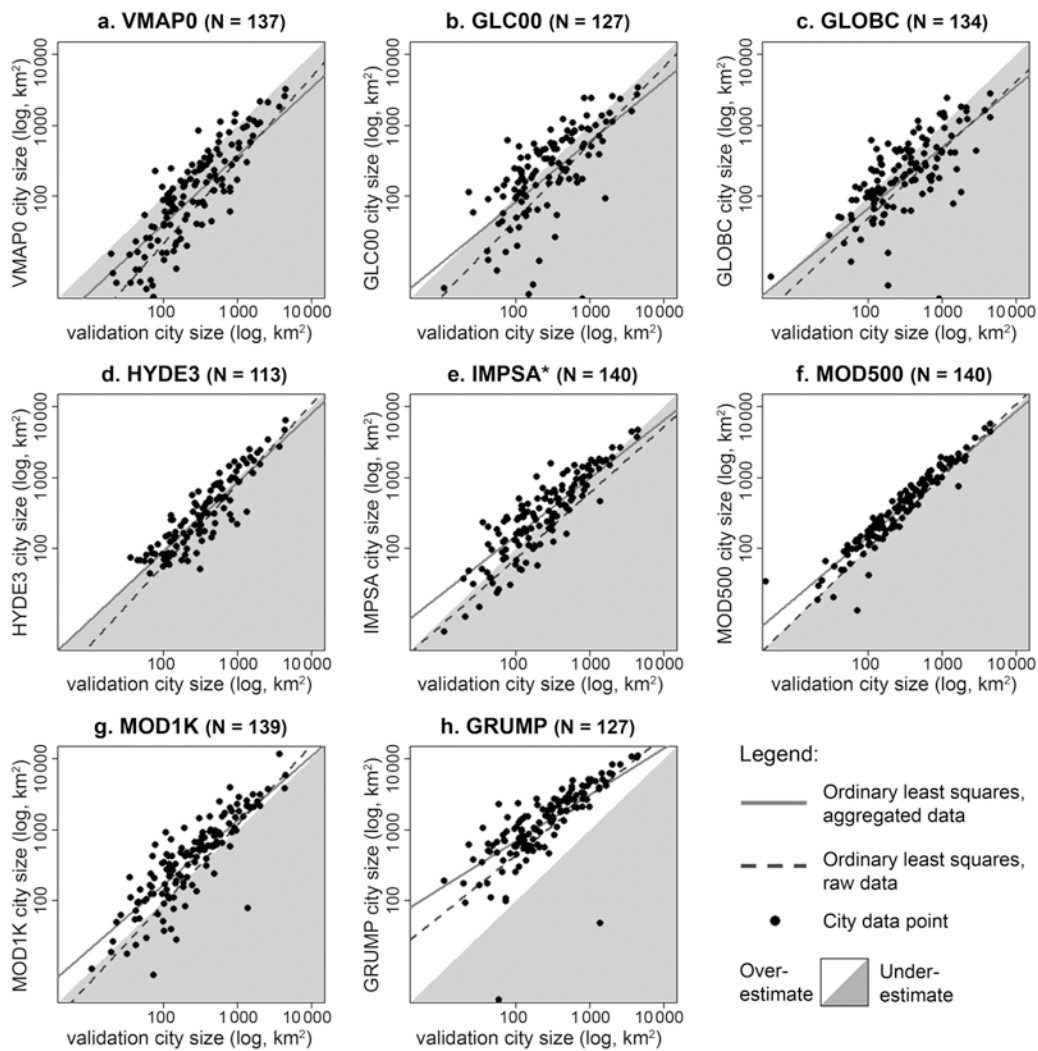 a. VMAP0 (N = 137)
VMAP0 city size (log, km²)
10000
1000
100
100 1000 10000
validation city size (log, km²)
b. GLC00 (N = 127)
GLC00 city size (log, km²)
10000
1000
100
100 1000 10000
validation city size (log, km²)
c. GLOBC (N = 134)
GLOBC city size (log, km²)
10000
1000
100
100 1000 10000
validation city size (log, km²)
d. HYDE3 (N = 113)
HYDE3 city size (log, km²)
10000
1000
100
100 1000 10000
validation city size (log, km²)
e. IMPSA* (N = 140)
IMPSA city size (log, km²)
10000
1000
100
100 1000 10000
validation city size (log, km²)
f. MOD500 (N = 140)
MOD500 city size (log, km²)
10000
1000
100
100 1000 10000
validation city size (log, km²)
g. MOD1K (N = 139)
MOD1K city size (log, km²)
10000
1000
100
100 1000 10000
validation city size (log, km²)
h. GRUMP (N = 127)
GRUMP city size (log, km²)
10000
1000
100
100 1000 10000
validation city size (log, km²)
Legend:
Ordinary least squares,
aggregated data
Ordinary least squares,
raw data
City data point
Over-
estimate
Under-
estimate